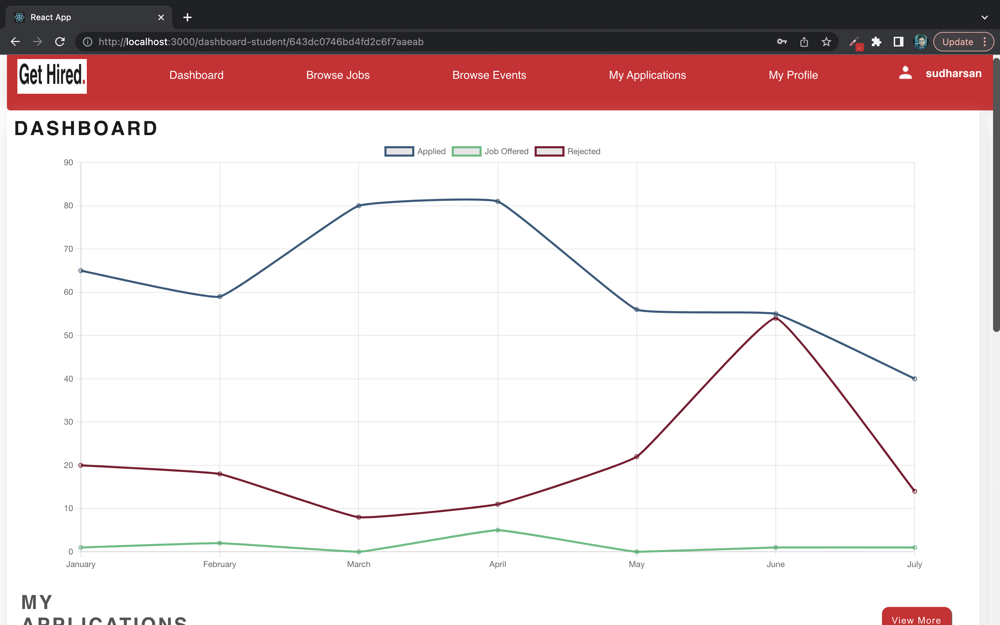 React App
http://localhost:3000/dashboard-student/643dc0746bd4fd2c6f7aaeab
Update
Get Hired.
Dashboard
Browse Jobs
Browse Events
My Applications
My Profile
sudharsan
DASHBOARD
Applied
Job Offered
Rejected
90
80
70
60
50
40
30
20
10
0
January
February
March
April
May
June
July
MY
APPLICATIONS
View More